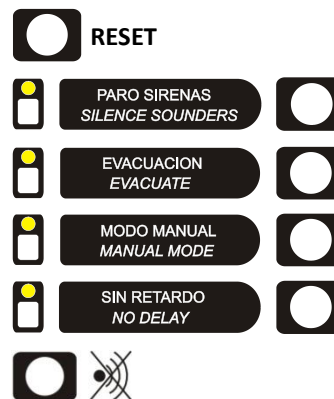 RESET
PARO SIRENAS
SILENCE SOUNDERS
EVACUACION
EVACUATE
MODO MANUAL
MANUAL MODE
SIN RETARDO
NO DELAY